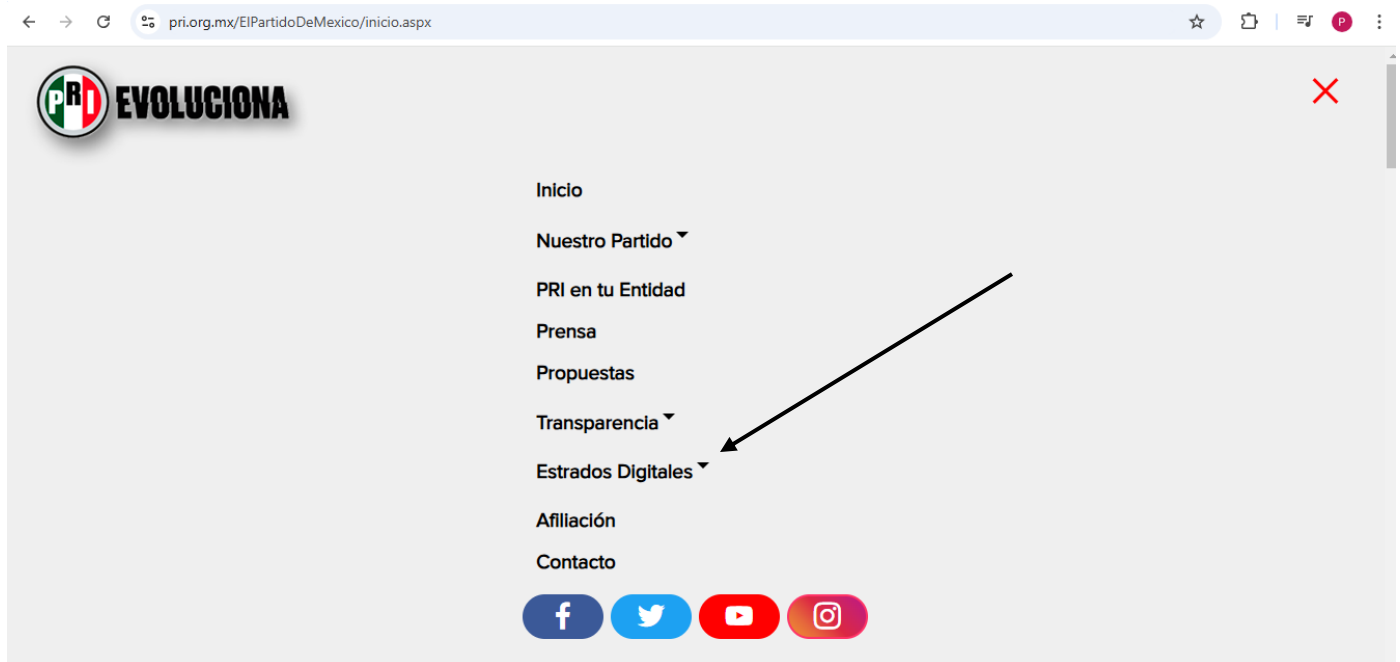 pri.org.mx/ElPartidoDeMexico/inicio.aspx
P
PRI EVOLUCIONA
Inicio
Nuestro Partido
PRI en tu Entidad
Prensa
Propuestas
Transparencia
Estrados Digitales
Afiliación
Contacto